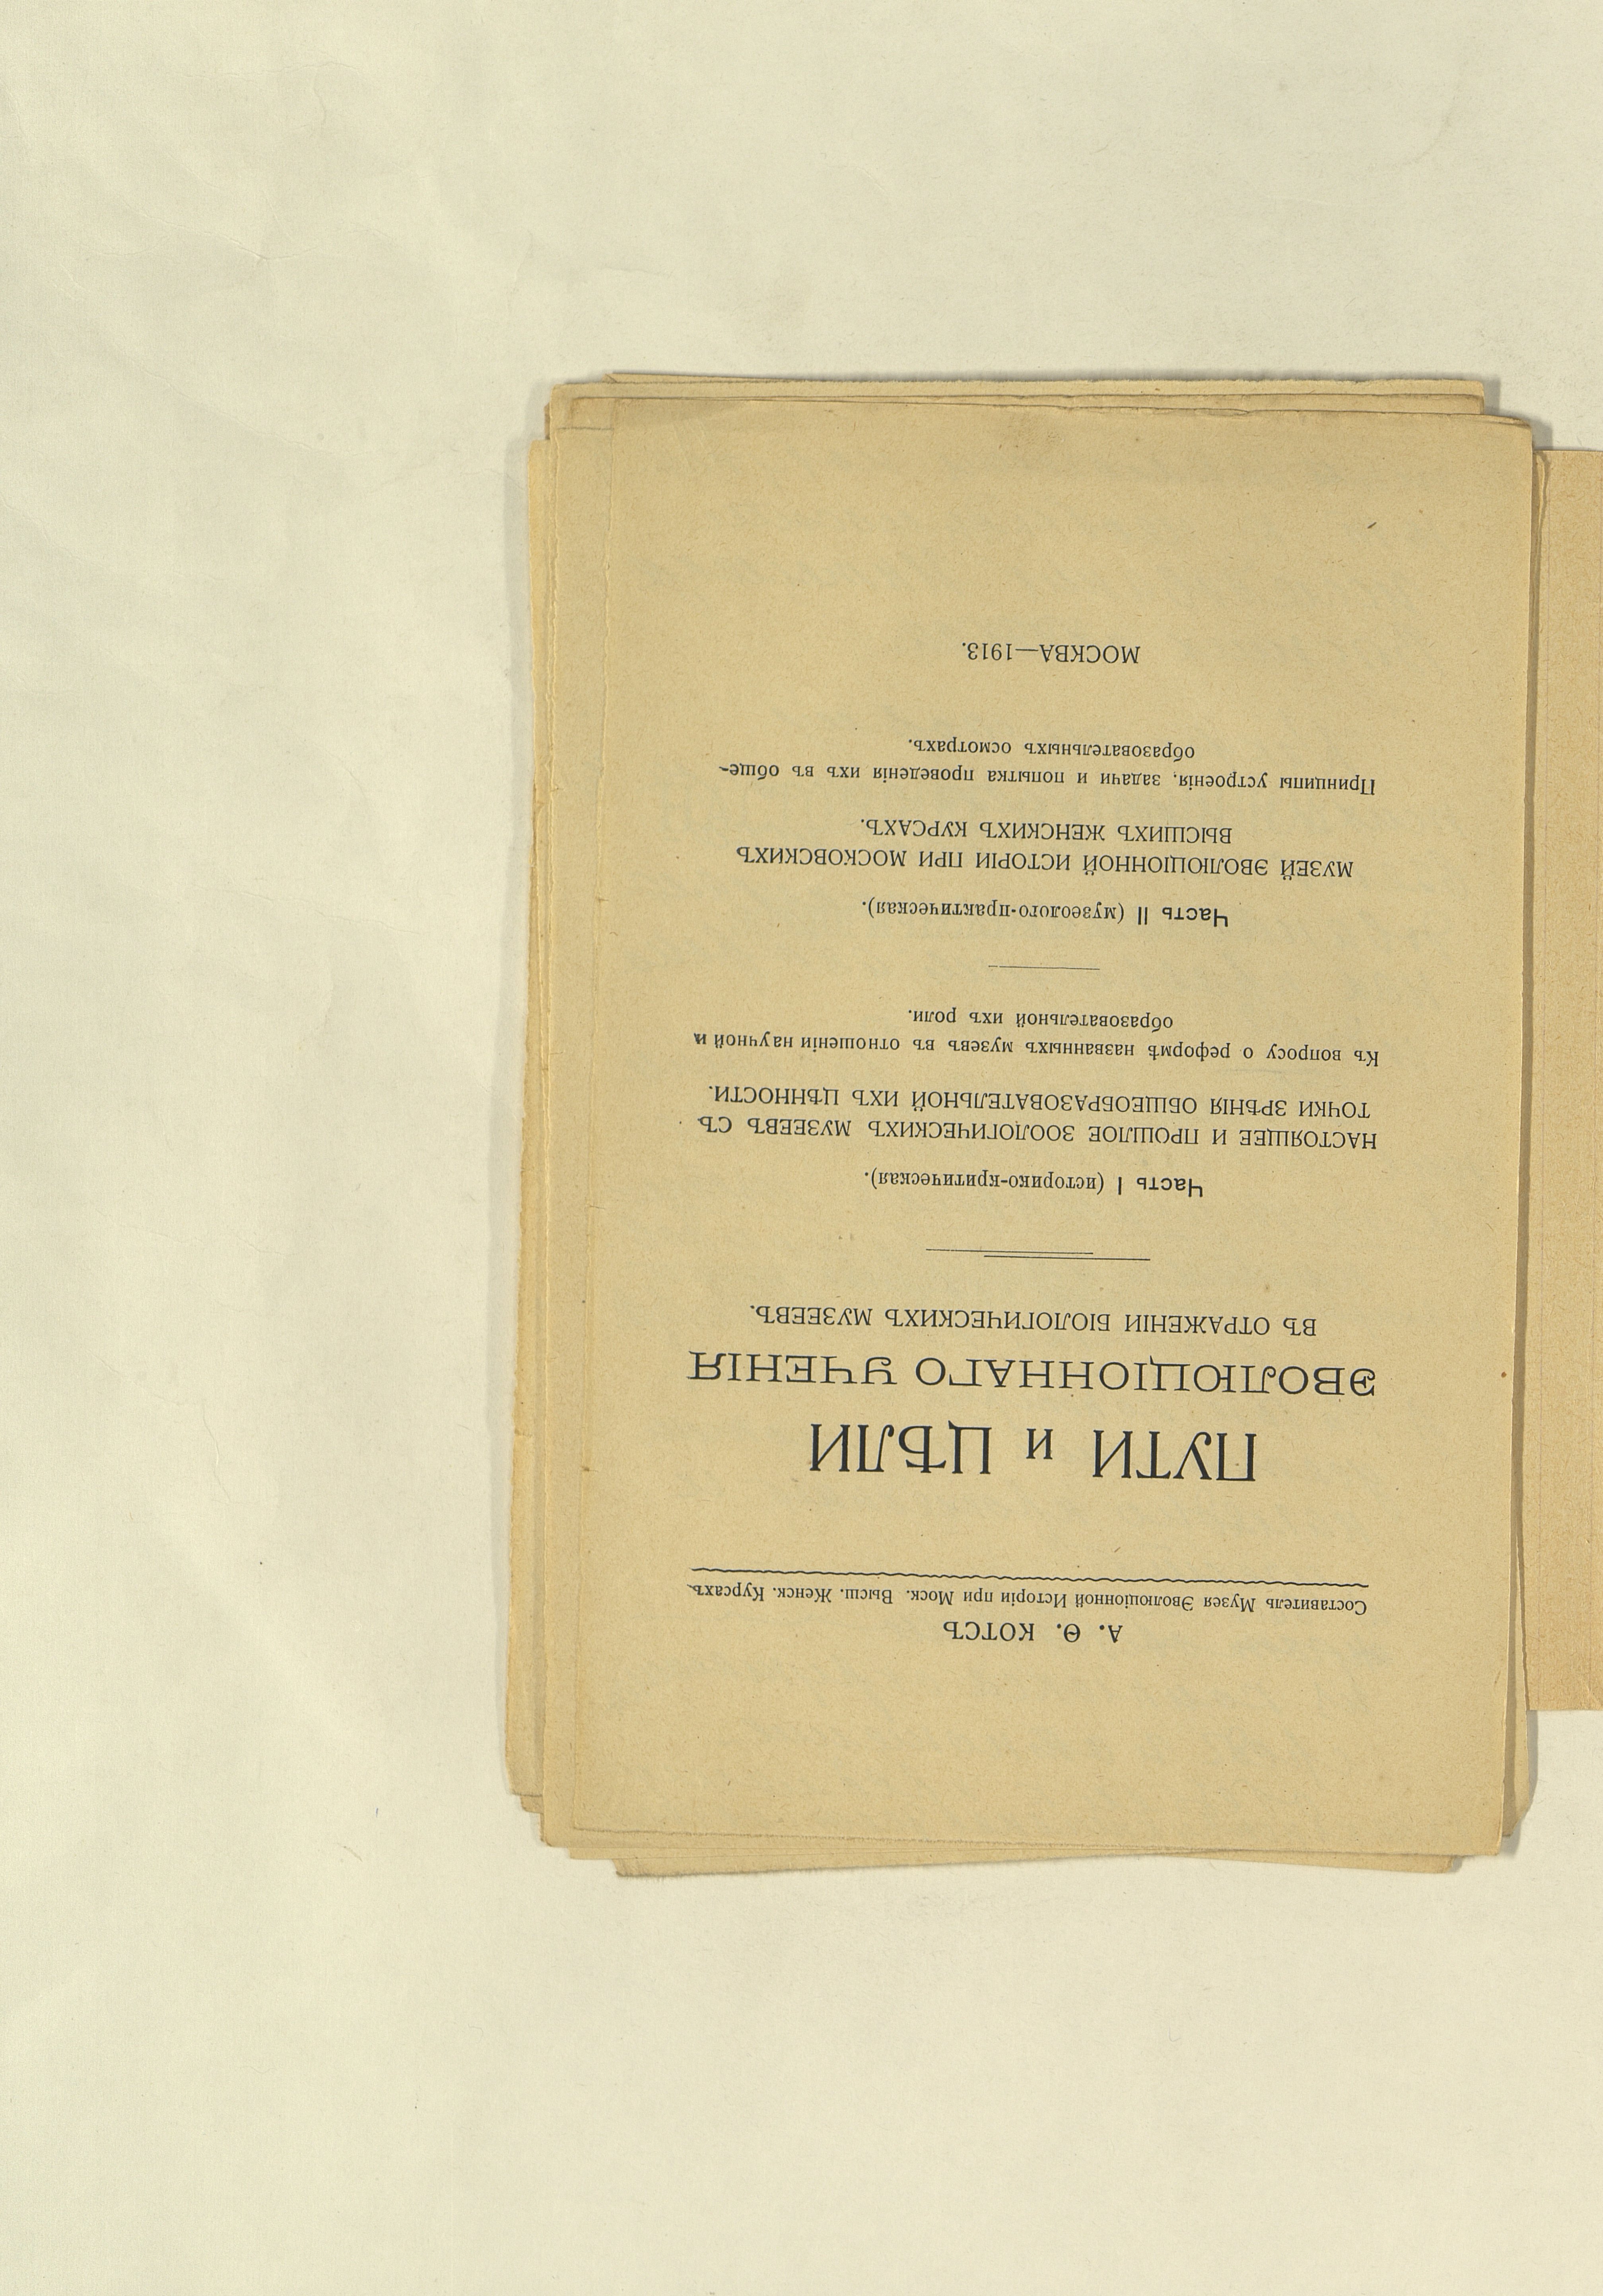 А. Ѳ. КОТСЪ
Составитель Музея Эволюціонной Исторіи при Моск. Высш. Женск. Курсахъ
ПУТИ и ЦѢЛИ
ЭВОЛЮЦІОННАГО УЧЕНІЯ
ВЪ ОТРАЖЕНІИ БІОЛОГИЧЕСКИХЪ МУЗЕЕВЪ.
Часть I (историко-критическая).
НАСТОЯЩЕЕ И ПРОШЛОЕ ЗООЛОГИЧЕСКИХЪ МУЗЕЕВЪ СЪ
ТОЧКИ ЗРѢНІЯ ОБЩЕОБРАЗОВАТЕЛЬНОЙ ИХЪ ЦѢННОСТИ.
Къ вопросу о реформѣ названныхъ музевъ въ отношеніи научной и
образовательной ихъ роли.
Часть II (музеолого-практическая).
МУЗЕЙ ЭВОЛЮЦІОННОЙ ИСТОРІИ ПРИ МОСКОВСКИХЪ
ВЫСШИХЪ ЖЕНСКИХЪ КУРСАХЪ.
Принципы устроенія, задачи и попытка проведенія ихъ въ обще-
образовательныхъ осмотрахъ.
МОСКВА—1913.